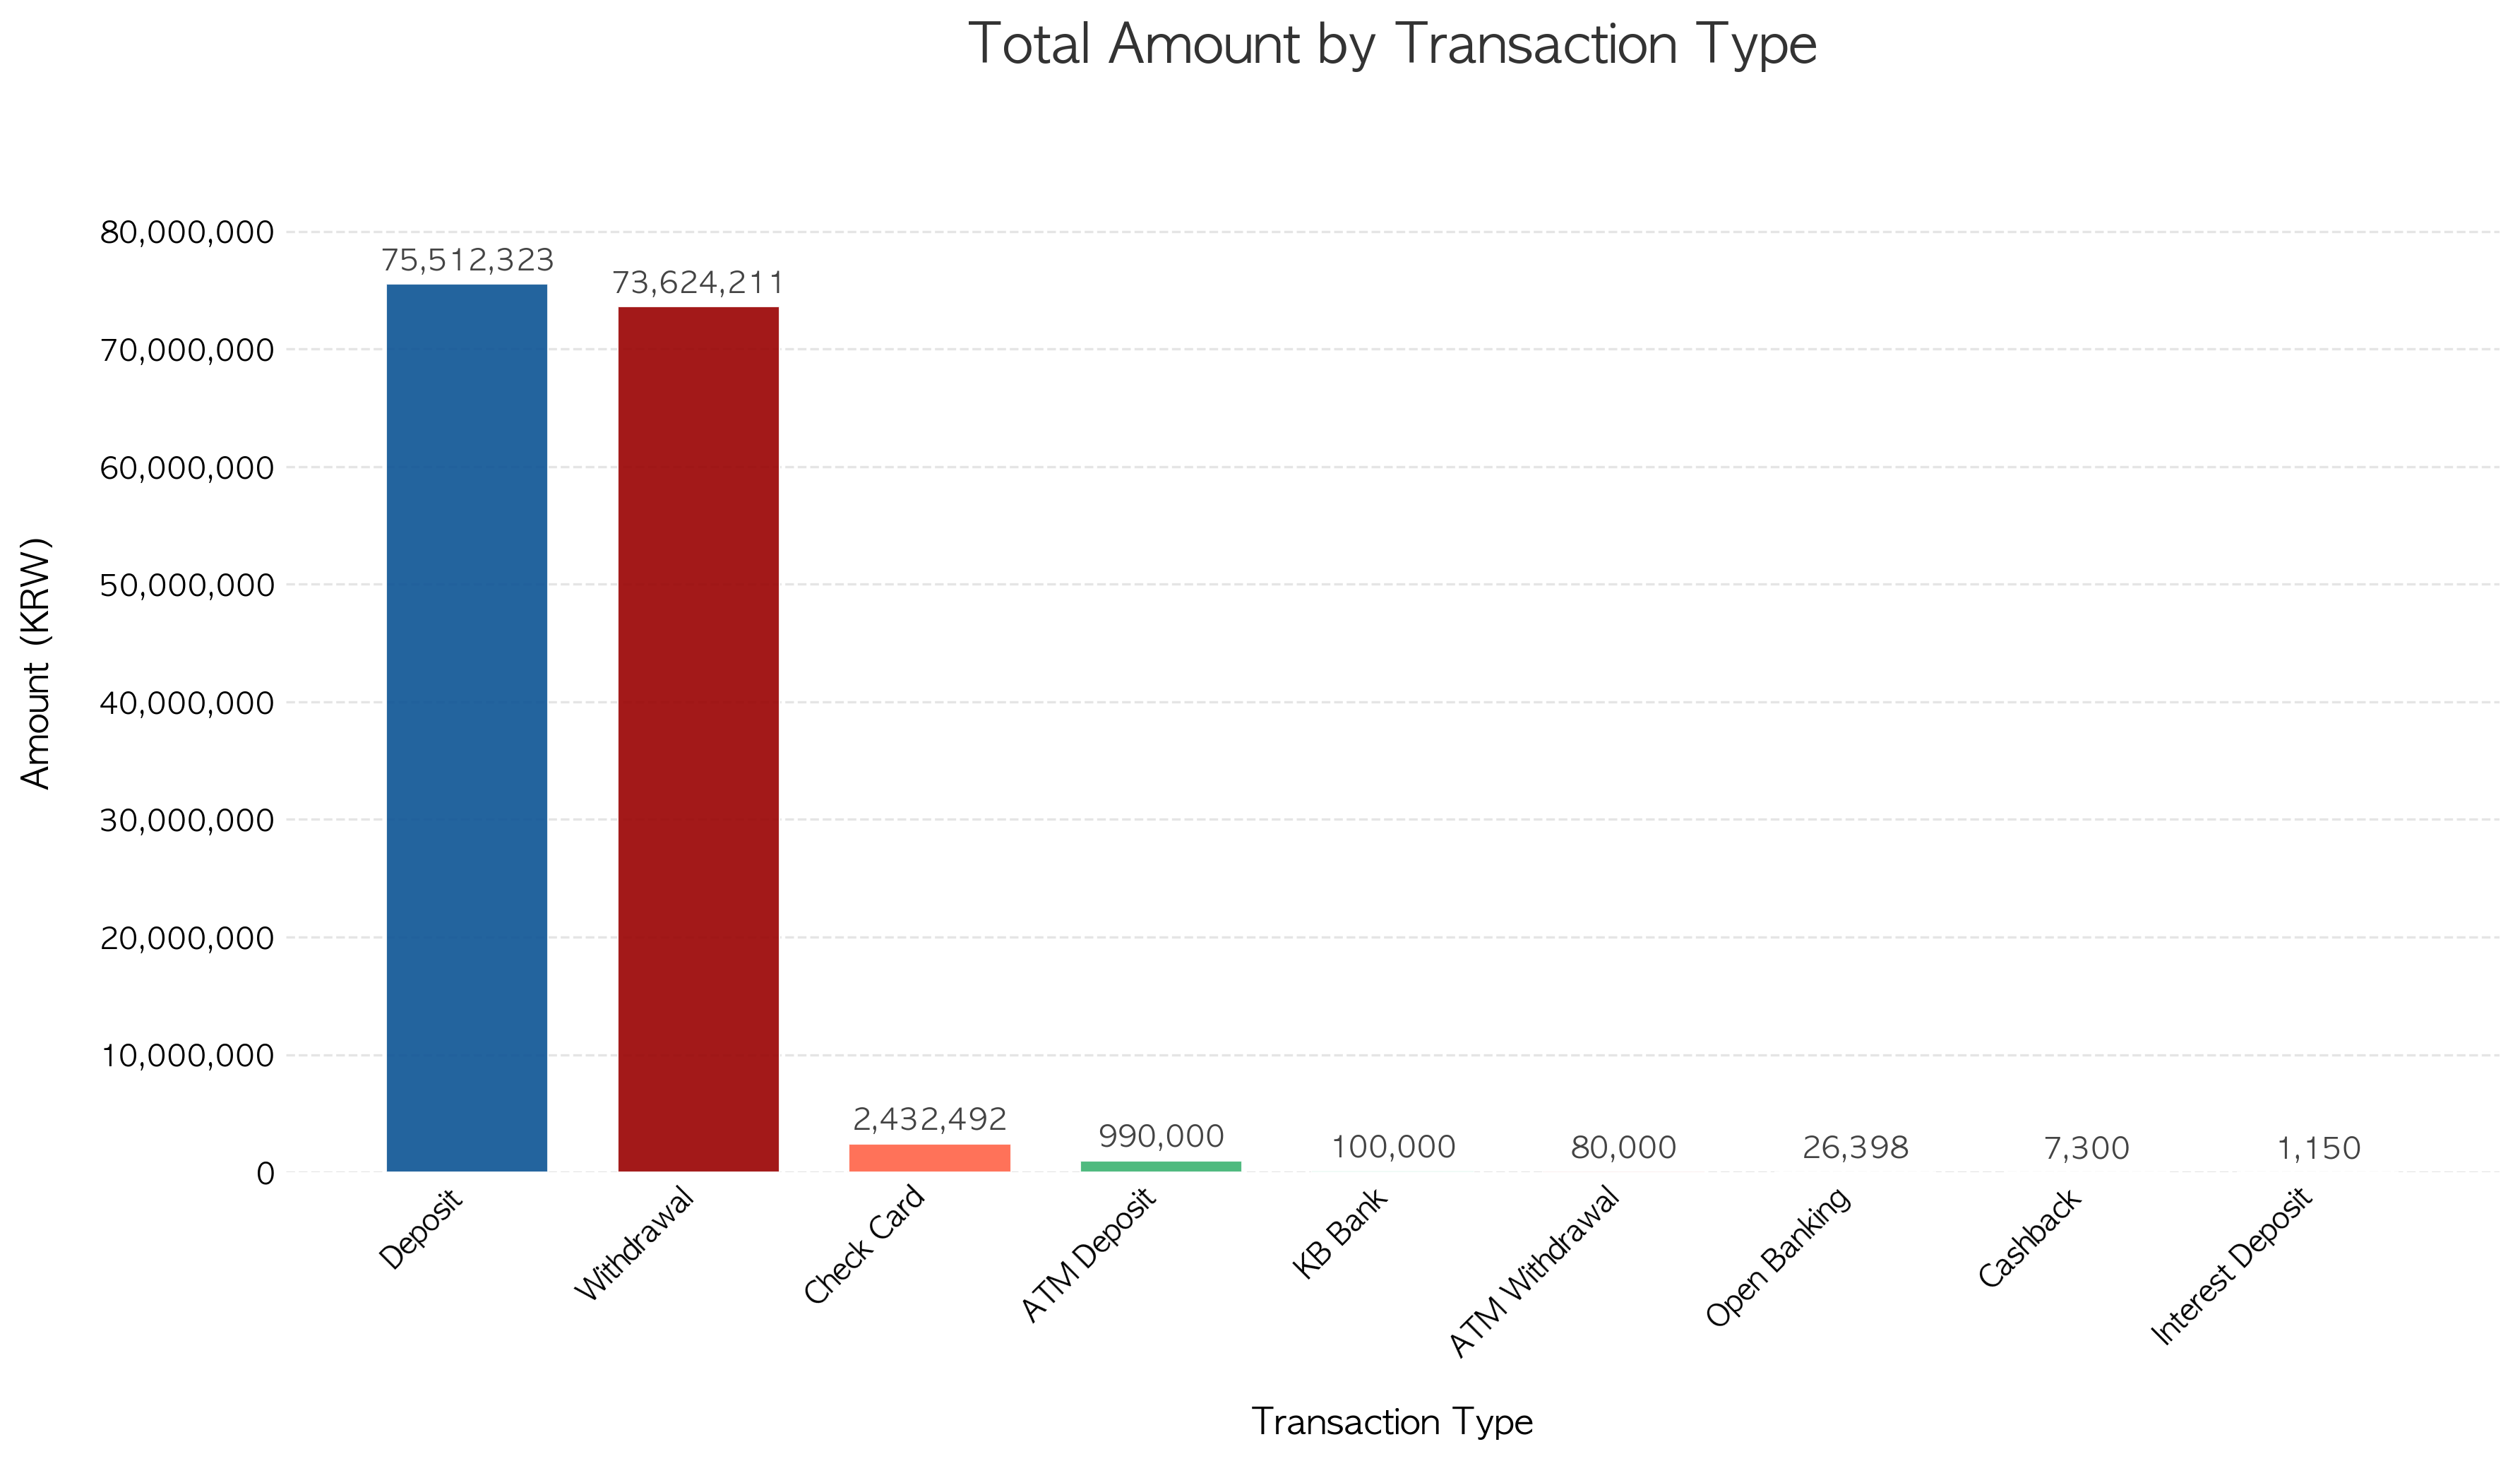 Total Amount by Transaction Type
80,000,000
70,000,000
60,000,000
50,000,000
40,000,000
30,000,000
20,000,000
10,000,000
0
Amount (KRW)
75,512,323
73,624,211
2,432,492
990,000
100,000
80,000
26,398
7,300
1,150
Deposit
Withdrawal
Check Card
ATM Deposit
KB Bank
ATM Withdrawal
Open Banking
Cashback
Interest Deposit
Transaction Type